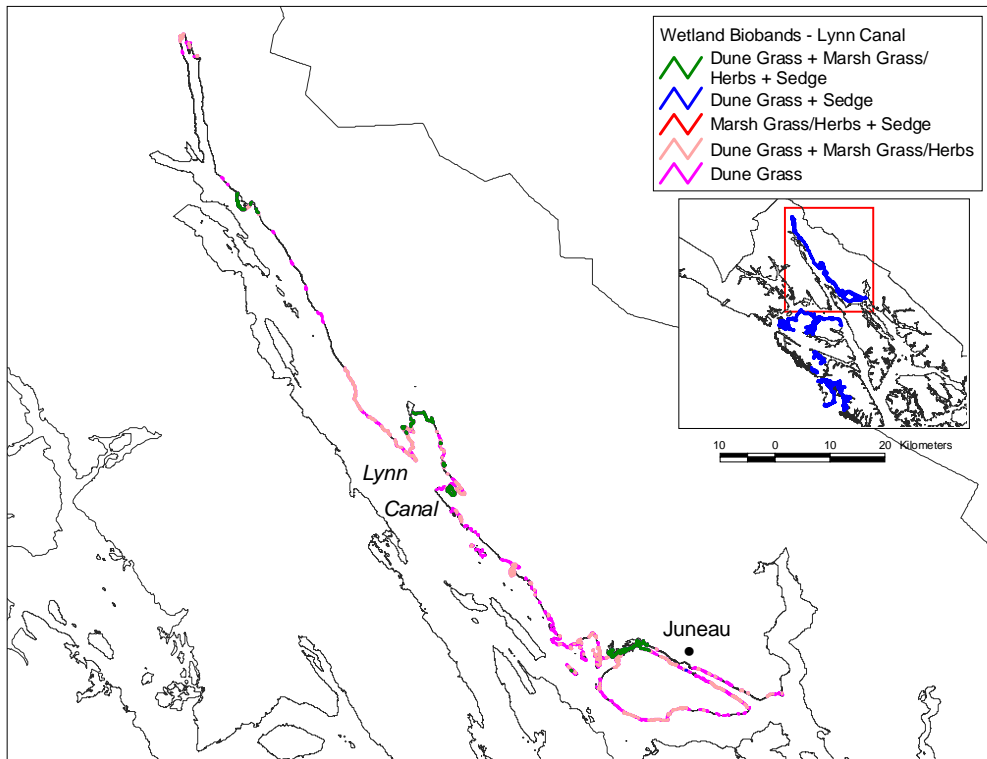 Wetland Biobands - Lynn Canal
Dune Grass + Marsh Grass/
Herbs + Sedge
Dune Grass + Sedge
Marsh Grass/Herbs + Sedge
Dune Grass + Marsh Grass/Herbs
Dune Grass
10 0 10 20 Kilometers
Lynn
Canal
Juneau